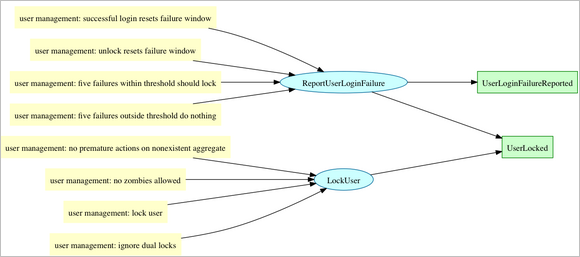 user management: successful login resets failure window
user management: unlock resets failure window
user management: five failures within threshold should lock
user management: five failures outside threshold do nothing
user management: no premature actions on nonexistent aggregate
user management: no zombies allowed
user management: lock user
user management: ignore dual locks
ReportUserLoginFailure
LockUser
UserLoginFailureReported
UserLocked